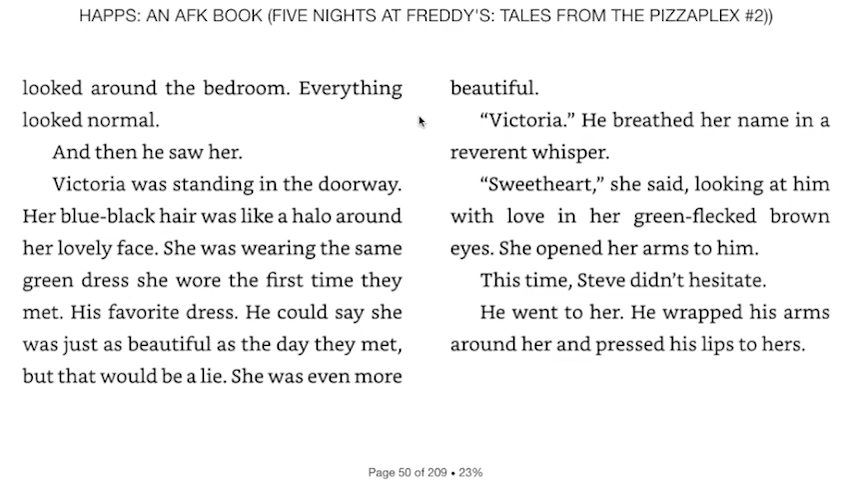 HAPPS: AN AFK BOOK (FIVE NIGHTS AT FREDDY'S: TALES FROM THE PIZZAPLEX #2))
looked around the bedroom. Everything
looked normal.
And then he saw her.
Victoria was standing in the doorway.
Her blue-black hair was like a halo around
her lovely face. She was wearing the same
green dress she wore the first time they
met. His favorite dress. He could say she
was just as beautiful as the day they met,
but that would be a lie. She was even more
beautiful.
“Victoria.” He breathed her name in a
reverent whisper.
“Sweetheart,” she said, looking at him
with love in her green-flecked brown
eyes. She opened her arms to him.
This time, Steve didn’t hesitate.
He went to her. He wrapped his arms
around her and pressed his lips to hers.
Page 50 of 209 • 23%